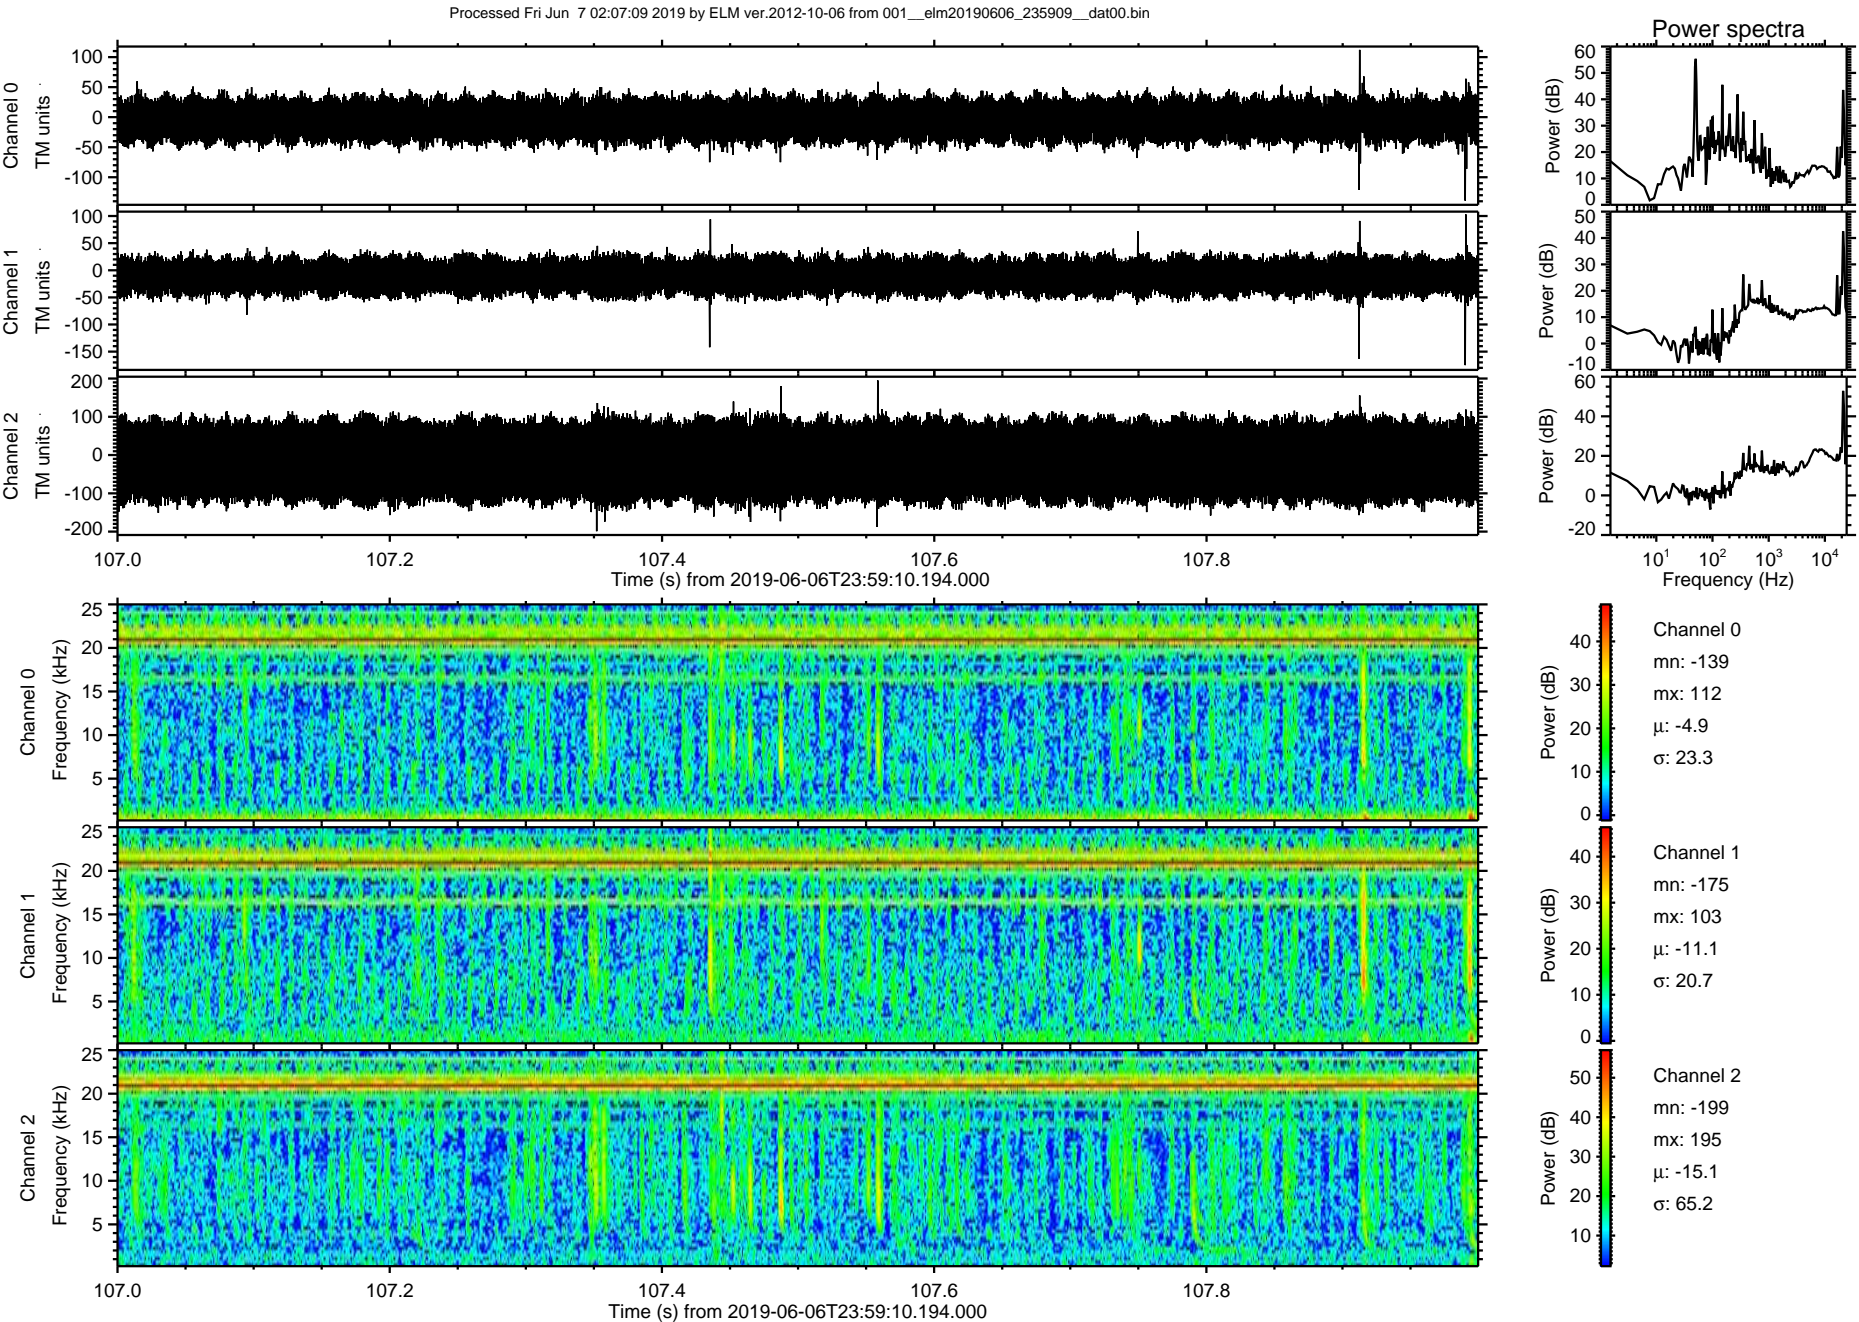 Processed Fri Jun  7 02:07:09 2019 by ELM ver.2012-10-06 from 001__elm20190606_235909__dat00.bin
Power spectra
Channel 0
TM units
100
50
0
-50
-100
Power (dB)
60
50
40
30
20
10
0
Channel 1
TM units
100
50
0
-50
-100
-150
Power (dB)
50
40
30
20
10
0
-10
Channel 2
TM units
200
100
0
-100
-200
Power (dB)
60
40
20
0
-20
107.0 107.2 107.4 107.6 107.8
Time (s) from 2019-06-06T23:59:10.194.000
10^1 10^2 10^3 10^4
Frequency (Hz)
Channel 0
Frequency (kHz)
25
20
15
10
5
Power (dB)
40
30
20
10
0
Channel 0
mn: -139
mx: 112
μ: -4.9
σ: 23.3
Channel 1
Frequency (kHz)
25
20
15
10
5
Power (dB)
40
30
20
10
0
Channel 1
mn: -175
mx: 103
μ: -11.1
σ: 20.7
Channel 2
Frequency (kHz)
25
20
15
10
5
Power (dB)
50
40
30
20
10
Channel 2
mn: -199
mx: 195
μ: -15.1
σ: 65.2
107.0 107.2 107.4 107.6 107.8
Time (s) from 2019-06-06T23:59:10.194.000